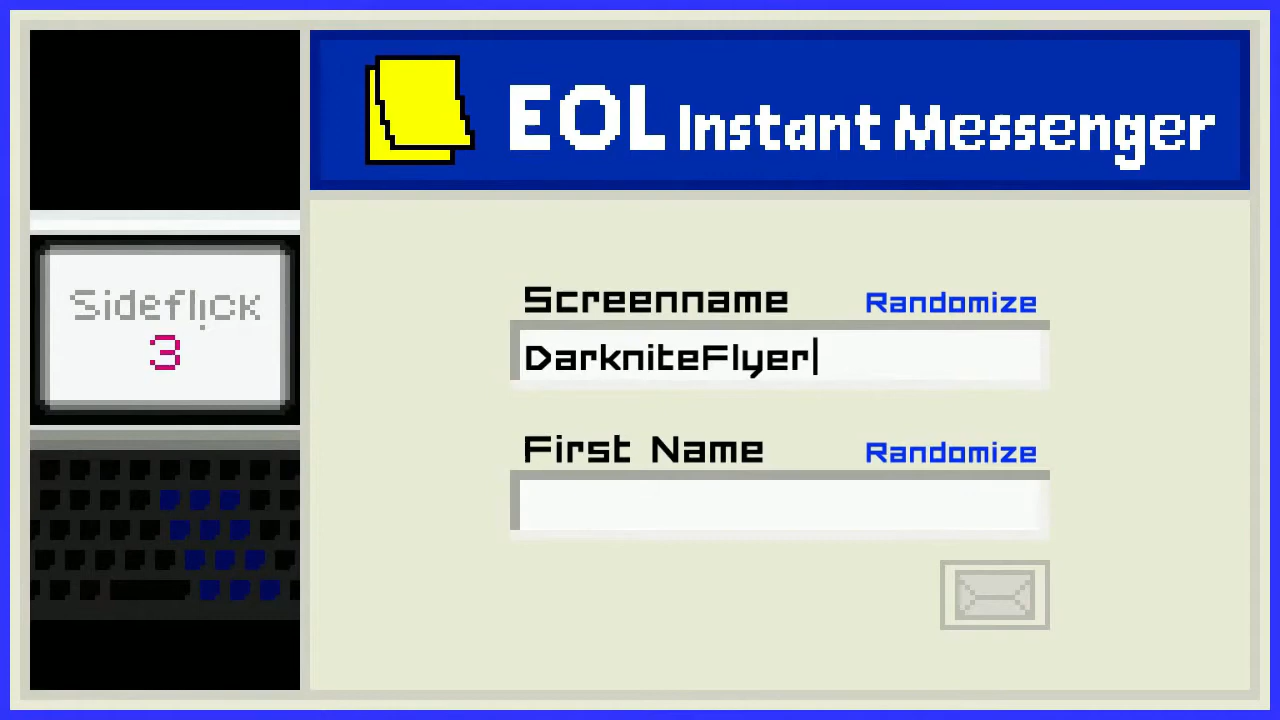 EOL Instant Messenger
Sideflick
3
Screenname Randomize
DarkniteFlyer
First Name Randomize